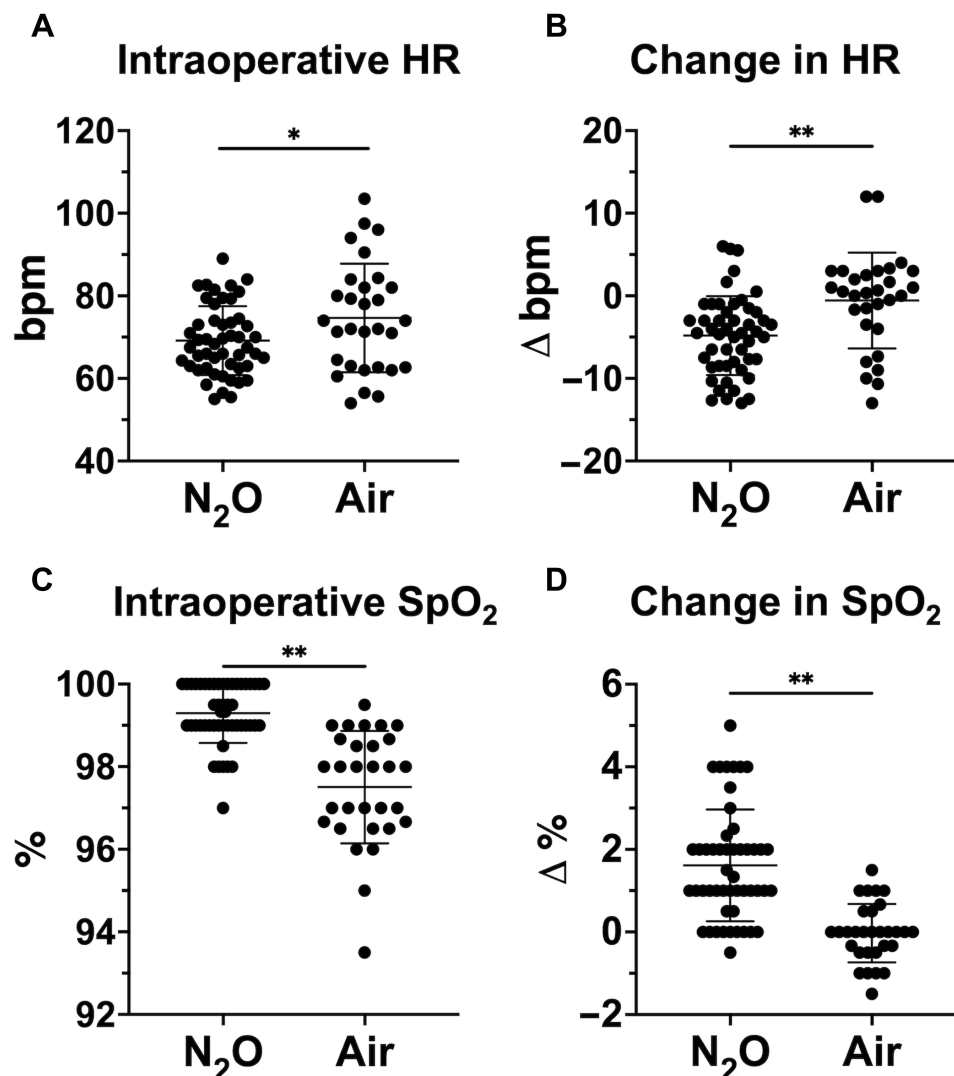 A
Intraoperative HR
*
120
100
80
60
40
bpm
N₂O Air
B
Change in HR
**
20
10
0
−10
−20
Δ bpm
N₂O Air
C
Intraoperative SpO₂
**
100
98
96
94
92
%
N₂O Air
D
Change in SpO₂
**
6
4
2
0
−2
Δ %
N₂O Air